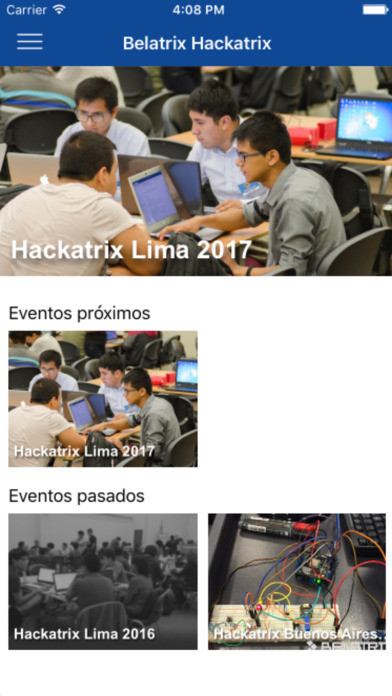 Carrier 4:08 PM
Belatrix Hackatrix
Hackatrix Lima 2017
Eventos próximos
Hackatrix Lima 2017
Eventos pasados
Hackatrix Lima 2016
Hackatrix Buenos Aires...